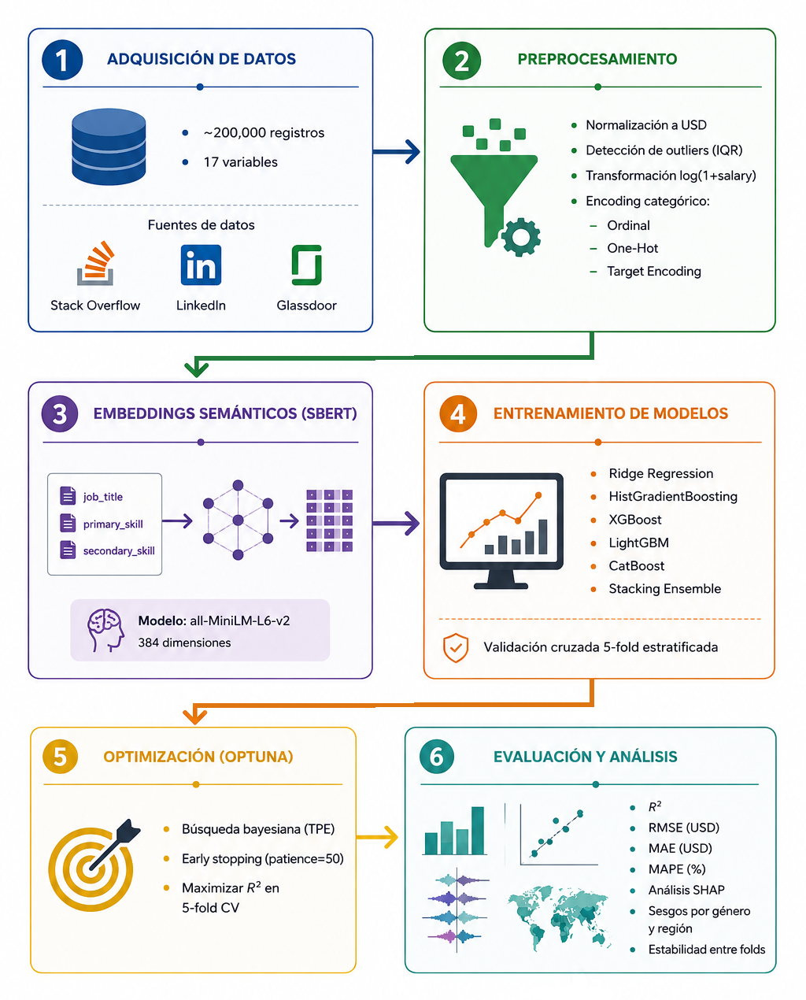 1 ADQUISICIÓN DE DATOS
• ~200,000 registros
• 17 variables
Fuentes de datos
in
Stack Overflow LinkedIn Glassdoor
2 PREPROCESAMIENTO
• Normalización a USD
• Detección de outliers (IQR)
• Transformación log(1+salary)
• Encoding categórico:
– Ordinal
– One-Hot
– Target Encoding
3 EMBEDDINGS SEMÁNTICOS (SBERT)
job_title
primary_skill
secondary_skill
Modelo: all-MiniLM-L6-v2
384 dimensiones
4 ENTRENAMIENTO DE MODELOS
• Ridge Regression
• HistGradientBoosting
• XGBoost
• LightGBM
• CatBoost
• Stacking Ensemble
Validación cruzada 5-fold estratificada
5 OPTIMIZACIÓN (OPTUNA)
• Búsqueda bayesiana (TPE)
• Early stopping (patience=50)
• Maximizar R² en
5-fold CV
6 EVALUACIÓN Y ANÁLISIS
• R²
• RMSE (USD)
• MAE (USD)
• MAPE (%)
• Análisis SHAP
• Sesgos por género
y región
• Estabilidad entre folds